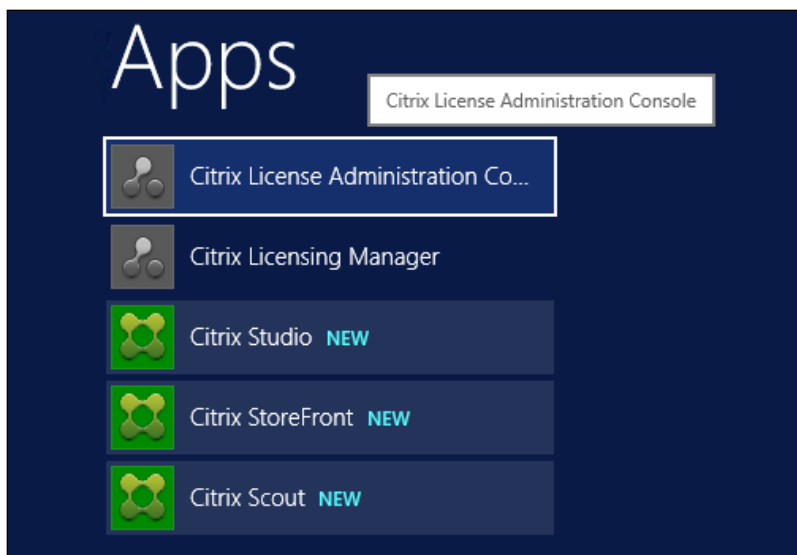 Apps
Citrix License Administration Console
Citrix License Administration Co...
Citrix Licensing Manager
Citrix Studio NEW
Citrix StoreFront NEW
Citrix Scout NEW